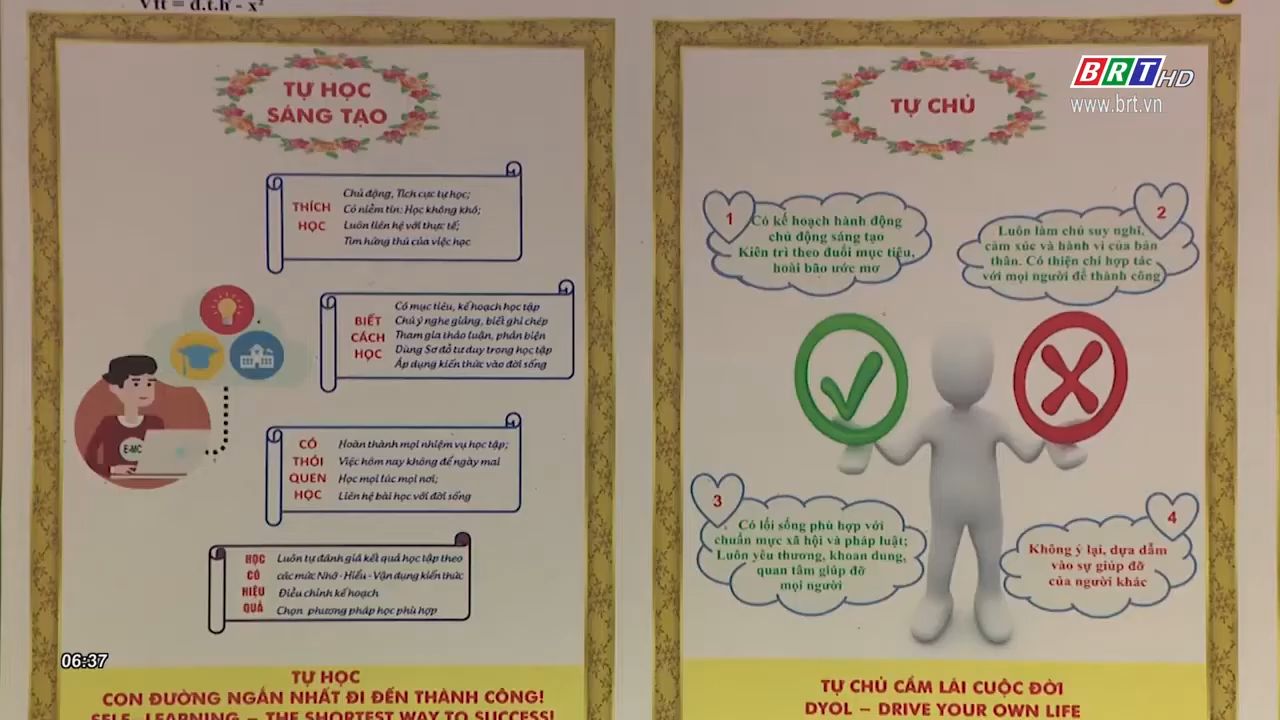 Vtt = d.t.h - x²
BRT HD
www.brt.vn
TỰ HỌC
SÁNG TẠO
THÍCH
HỌC
Chủ động, Tích cực tự học;
Có niềm tin: Học không khó;
Luôn liên hệ với thực tế;
Tìm hứng thú của việc học
BIẾT
CÁCH
HỌC
Có mục tiêu, kế hoạch học tập
Chú ý nghe giảng, biết ghi chép
Tham gia thảo luận, phản biện
Dùng Sơ đồ tư duy trong học tập
Áp dụng kiến thức vào đời sống
E-MC
CÓ
THÓI
QUEN
HỌC
Hoàn thành mọi nhiệm vụ học tập;
Việc hôm nay không để ngày mai
Học mọi lúc mọi nơi;
Liên hệ bài học với đời sống
HỌC
CÓ
HIỆU
QUẢ
Luôn tự đánh giá kết quả học tập theo
các mức Nhớ - Hiểu - Vận dụng kiến thức
Điều chỉnh kế hoạch
Chọn phương pháp học phù hợp
TỰ HỌC
CON ĐƯỜNG NGẮN NHẤT ĐI ĐẾN THÀNH CÔNG!
SELF- LEARNING – THE SHORTEST WAY TO SUCCESS!
TỰ CHỦ
1
Có kế hoạch hành động
chủ động sáng tạo
Kiên trì theo đuổi mục tiêu,
hoài bão ước mơ
2
Luôn làm chủ suy nghĩ,
cảm xúc và hành vi của bản
thân. Có thiện chí hợp tác
với mọi người để thành công
3
Có lối sống phù hợp với
chuẩn mực xã hội và pháp luật;
Luôn yêu thương, khoan dung,
quan tâm giúp đỡ
mọi người
4
Không ỷ lại, dựa dẫm
vào sự giúp đỡ
của người khác
TỰ CHỦ CẦM LÁI CUỘC ĐỜI
DYOL – DRIVE YOUR OWN LIFE
06:37